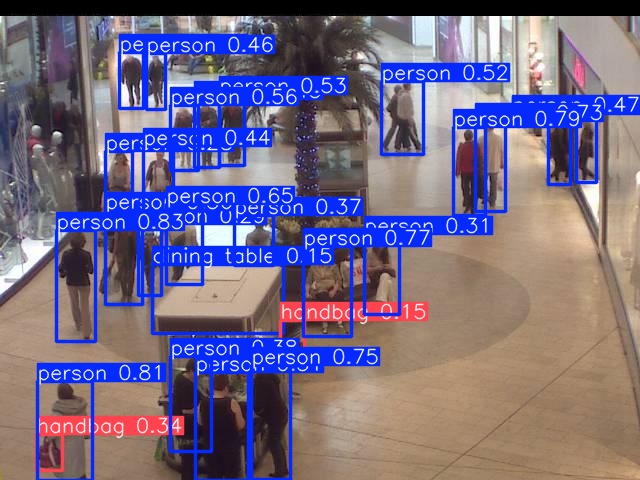 person 0.46
person 0.52
person 0.53
person 0.56
0.47
person 0.79
person 0.44
person 0.65
person 0.37
person 0.83
person 0.31
person 0.77
dining table 0.15
handbag 0.15
person 0.38
person 0.75
person 0.81
handbag 0.34